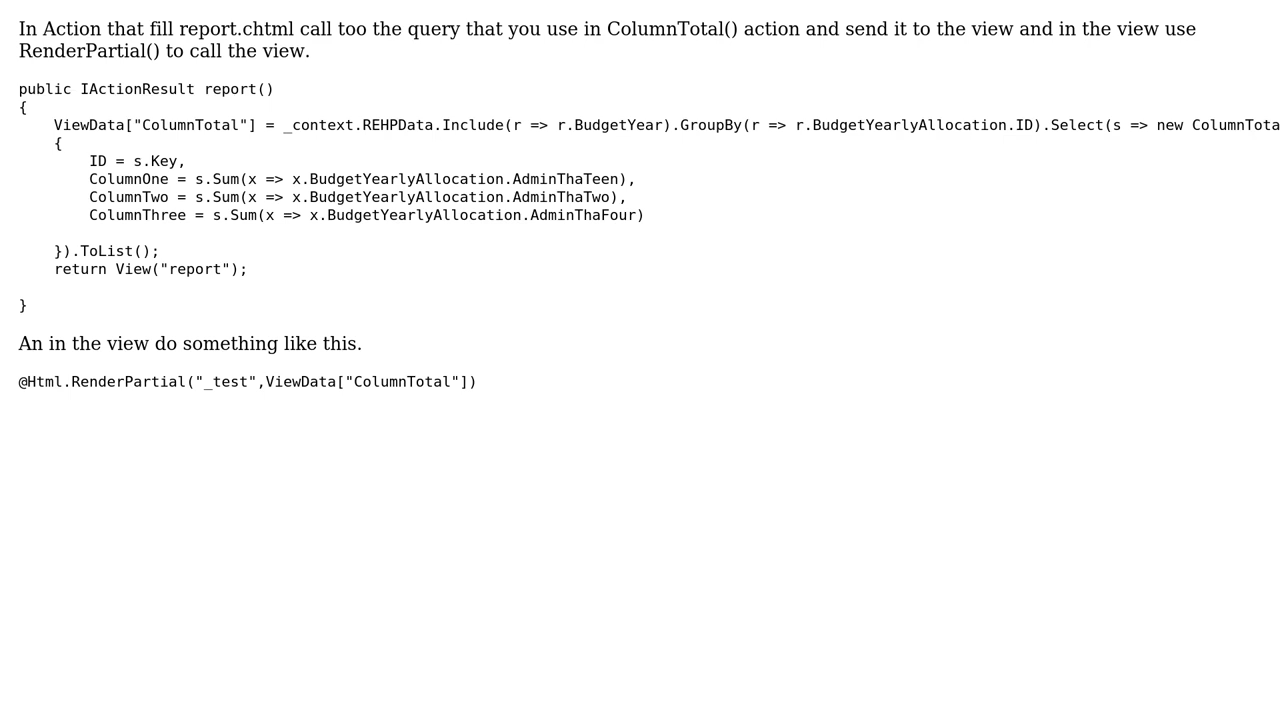 In Action that fill report.chtml call too the query that you use in ColumnTotal() action and send it to the view and in the view use
RenderPartial() to call the view.
public IActionResult report()
{
    ViewData["ColumnTotal"] = _context.REHPData.Include(r => r.BudgetYear).GroupBy(r => r.BudgetYearlyAllocation.ID).Select(s => new ColumnTota
    {
        ID = s.Key,
        ColumnOne = s.Sum(x => x.BudgetYearlyAllocation.AdminThaTeen),
        ColumnTwo = s.Sum(x => x.BudgetYearlyAllocation.AdminThaTwo),
        ColumnThree = s.Sum(x => x.BudgetYearlyAllocation.AdminThaFour)
    }).ToList();
    return View("report");
}
An in the view do something like this.
@Html.RenderPartial("_test",ViewData["ColumnTotal"])